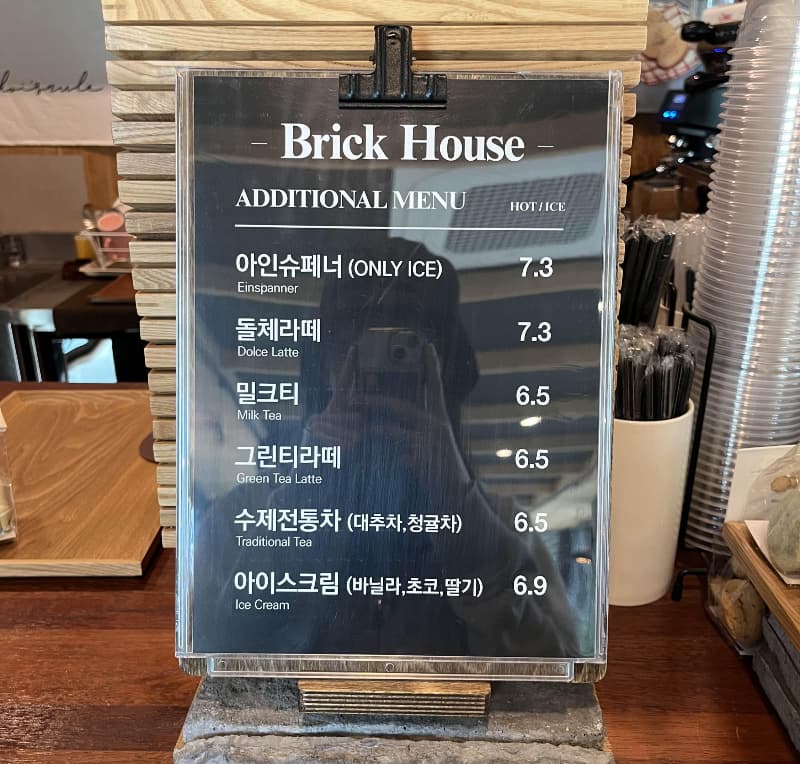 – Brick House –
ADDITIONAL MENU HOT / ICE
아인슈페너 (ONLY ICE) 7.3
Einspanner
돌체라떼 7.3
Dolce Latte
밀크티 6.5
Milk Tea
그린티라떼 6.5
Green Tea Latte
수제전통차 (대추차,청귤차) 6.5
Traditional Tea
아이스크림 (바닐라,초코,딸기) 6.9
Ice Cream